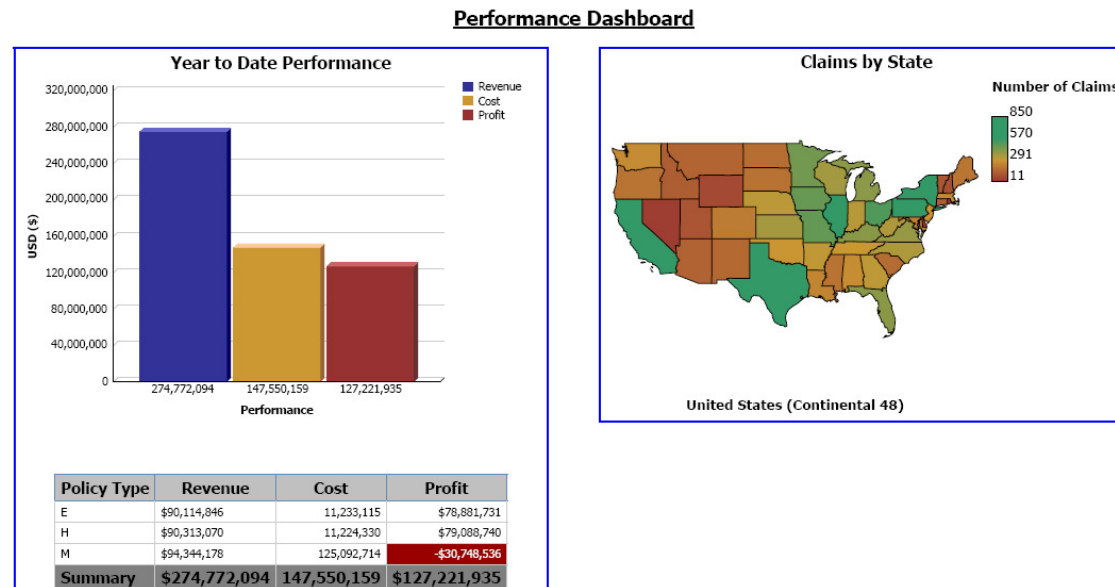 Performance Dashboard
Year to Date Performance
Revenue
Cost
Profit
USD ($)
320,000,000
280,000,000
240,000,000
200,000,000
160,000,000
120,000,000
80,000,000
40,000,000
0
274,772,094 147,550,159 127,221,935
Performance
Policy Type Revenue Cost Profit
E $90,114,846 11,233,115 $78,881,731
H $90,313,070 11,224,330 $79,088,740
M $94,344,178 125,092,714 -$30,748,536
Summary $274,772,094 147,550,159 $127,221,935
Claims by State
Number of Claims
850
570
291
11
United States (Continental 48)